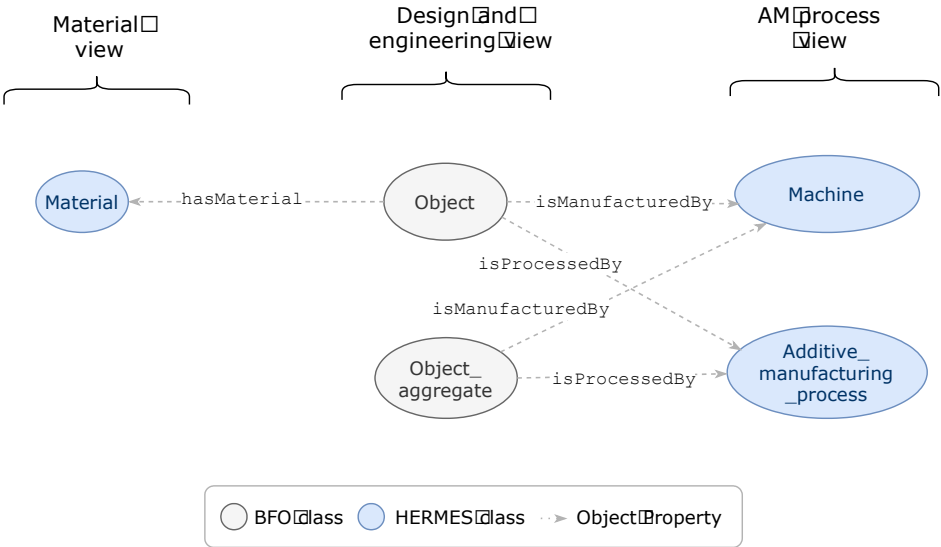 Material
view
Design and
engineering view
AM process
view
Material
hasMaterial
Object
isManufacturedBy
Machine
isProcessedBy
isManufacturedBy
Object_
aggregate
isProcessedBy
Additive_
manufacturing
_process
BFO class
HERMES class
Object Property